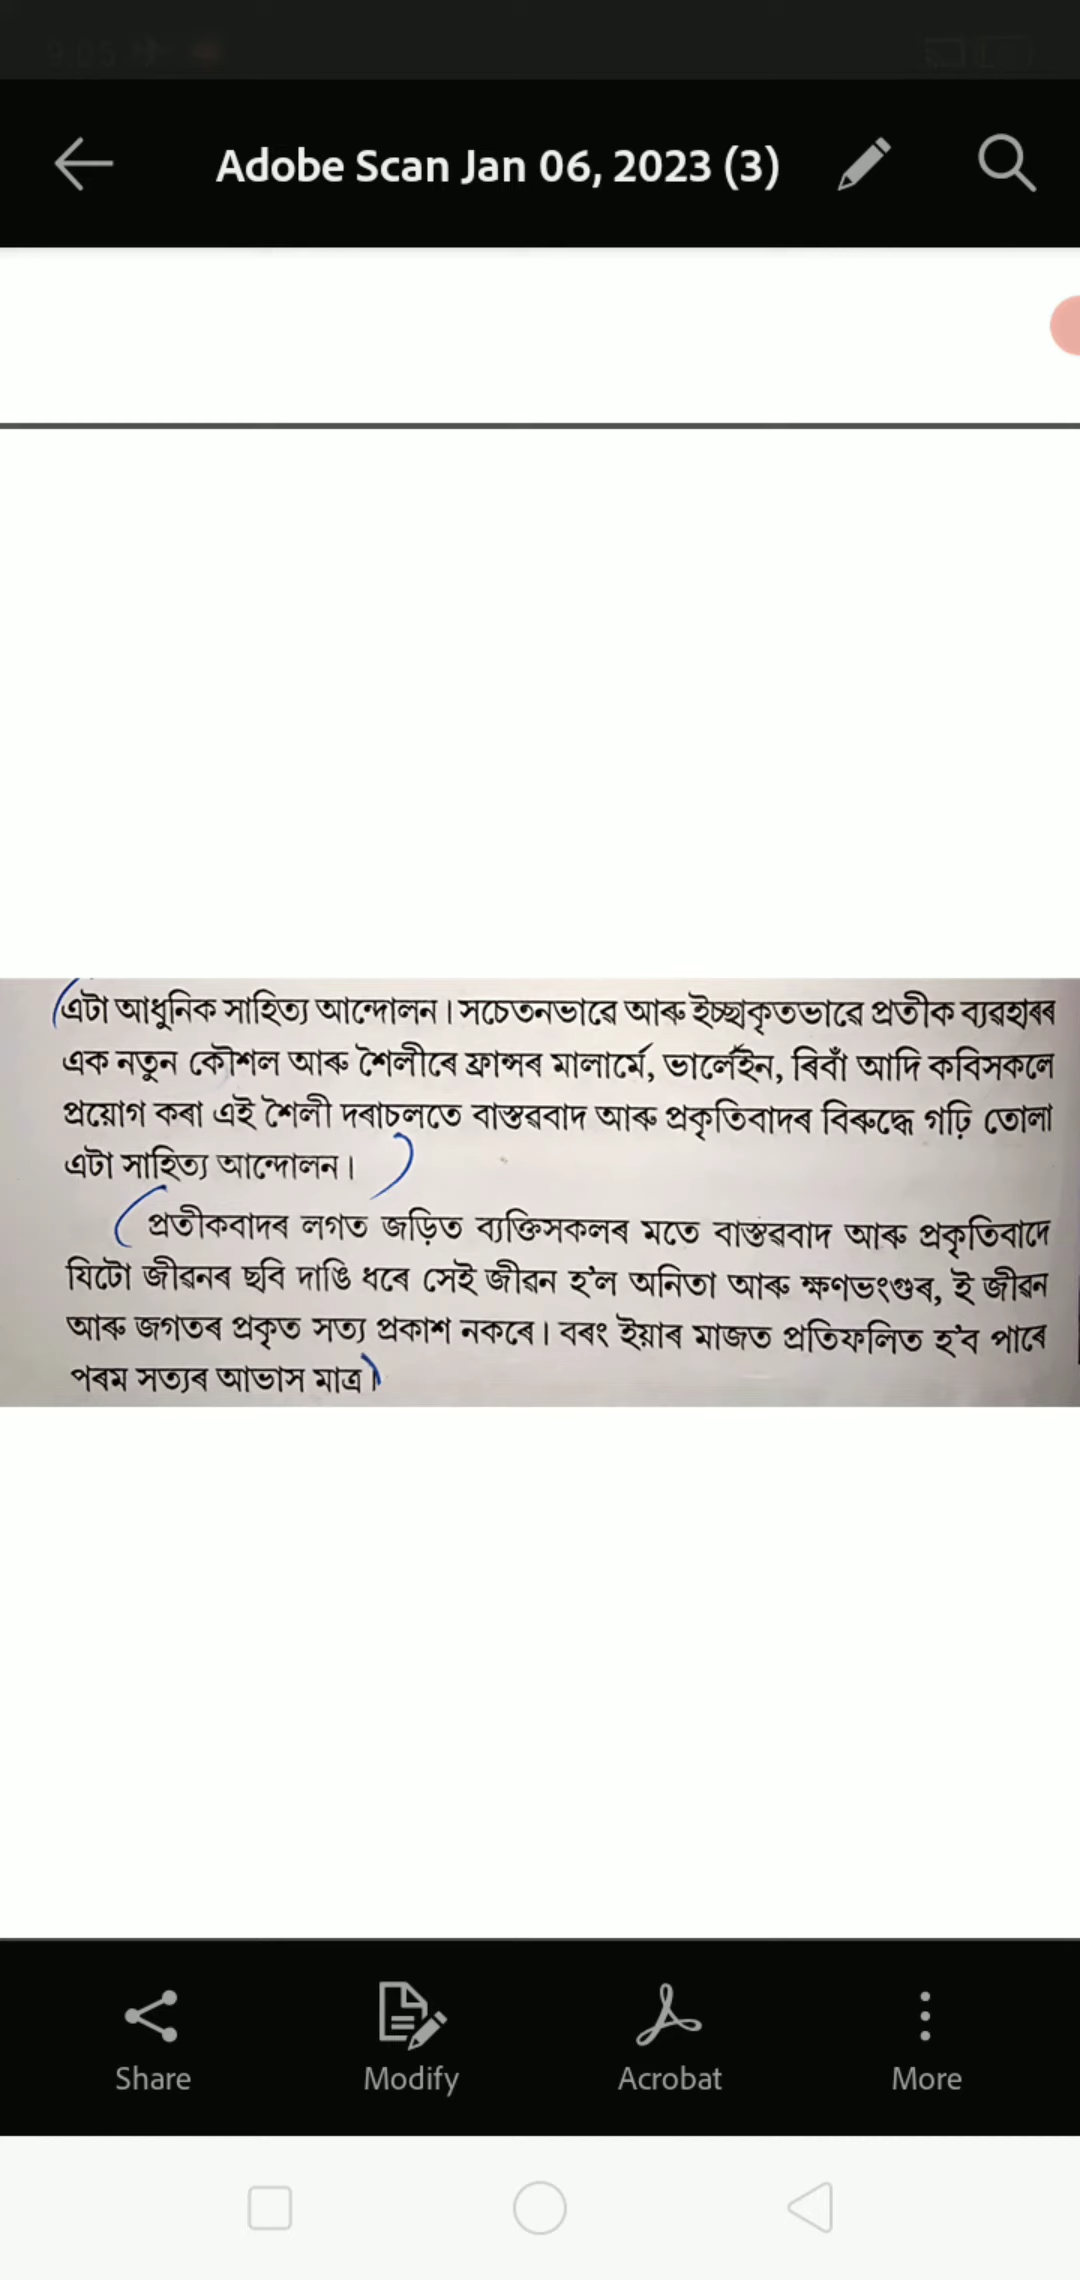 Adobe Scan Jan 06, 2023 (3)
এটা আধুনিক সাহিত্য আন্দোলন। সচেতনভাৱে আৰু ইচ্ছাকৃতভাৱে প্ৰতীক ব্যৱহাৰৰ
এক নতুন কৌশল আৰু শৈলীৰে ফ্ৰান্সৰ মালাৰ্মে, ভাৰ্লেইন, ৰিবাঁ আদি কবিসকলে
প্ৰয়োগ কৰা এই শৈলী দৰাচলতে বাস্তৱবাদ আৰু প্ৰকৃতিবাদৰ বিৰুদ্ধে গঢ়ি তোলা
এটা সাহিত্য আন্দোলন।
প্ৰতীকবাদৰ লগত জড়িত ব্যক্তিসকলৰ মতে বাস্তৱবাদ আৰু প্ৰকৃতিবাদে
যিটো জীৱনৰ ছবি দাঙি ধৰে সেই জীৱন হ'ল অনিতা আৰু ক্ষণভংগুৰ, ই জীৱন
আৰু জগতৰ প্ৰকৃত সত্য প্ৰকাশ নকৰে। বৰং ইয়াৰ মাজত প্ৰতিফলিত হ'ব পাৰে
পৰম সত্যৰ আভাস মাত্ৰ।
Share Modify Acrobat More